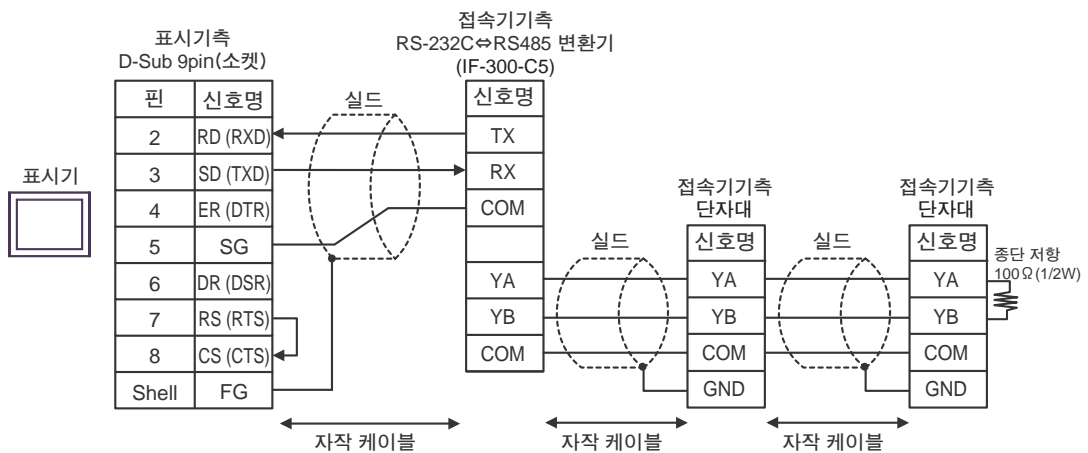 표시기
표시기측
D-Sub 9pin(소켓)
핀 신호명
2 RD (RXD)
3 SD (TXD)
4 ER (DTR)
5 SG
6 DR (DSR)
7 RS (RTS)
8 CS (CTS)
Shell FG
실드
자작 케이블
접속기기측
RS-232C⇔RS485 변환기
(IF-300-C5)
신호명
TX
RX
COM
YA
YB
COM
실드
자작 케이블
접속기기측
단자대
신호명
YA
YB
COM
GND
실드
자작 케이블
접속기기측
단자대
신호명
YA
YB
COM
GND
종단 저항
100Ω(1/2W)